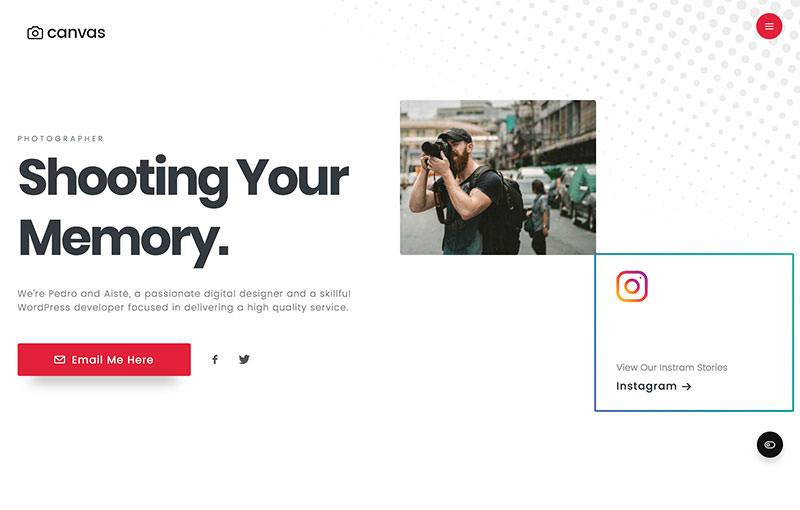 canvas
PHOTOGRAPHER
Shooting Your
Memory.
We're Pedro and Aistė, a passionate digital designer and a skillful
WordPress developer focused in delivering a high quality service.
Email Me Here
View Our Instram Stories
Instagram →